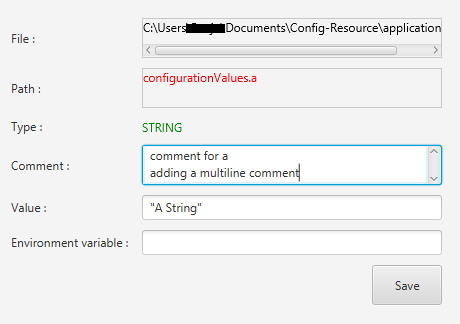 File :
C:\Users\ Documents\Config-Resource\application
Path :
configurationValues.a
Type :
STRING
Comment :
comment for a
adding a multiline comment
Value :
"A String"
Environment variable :
Save